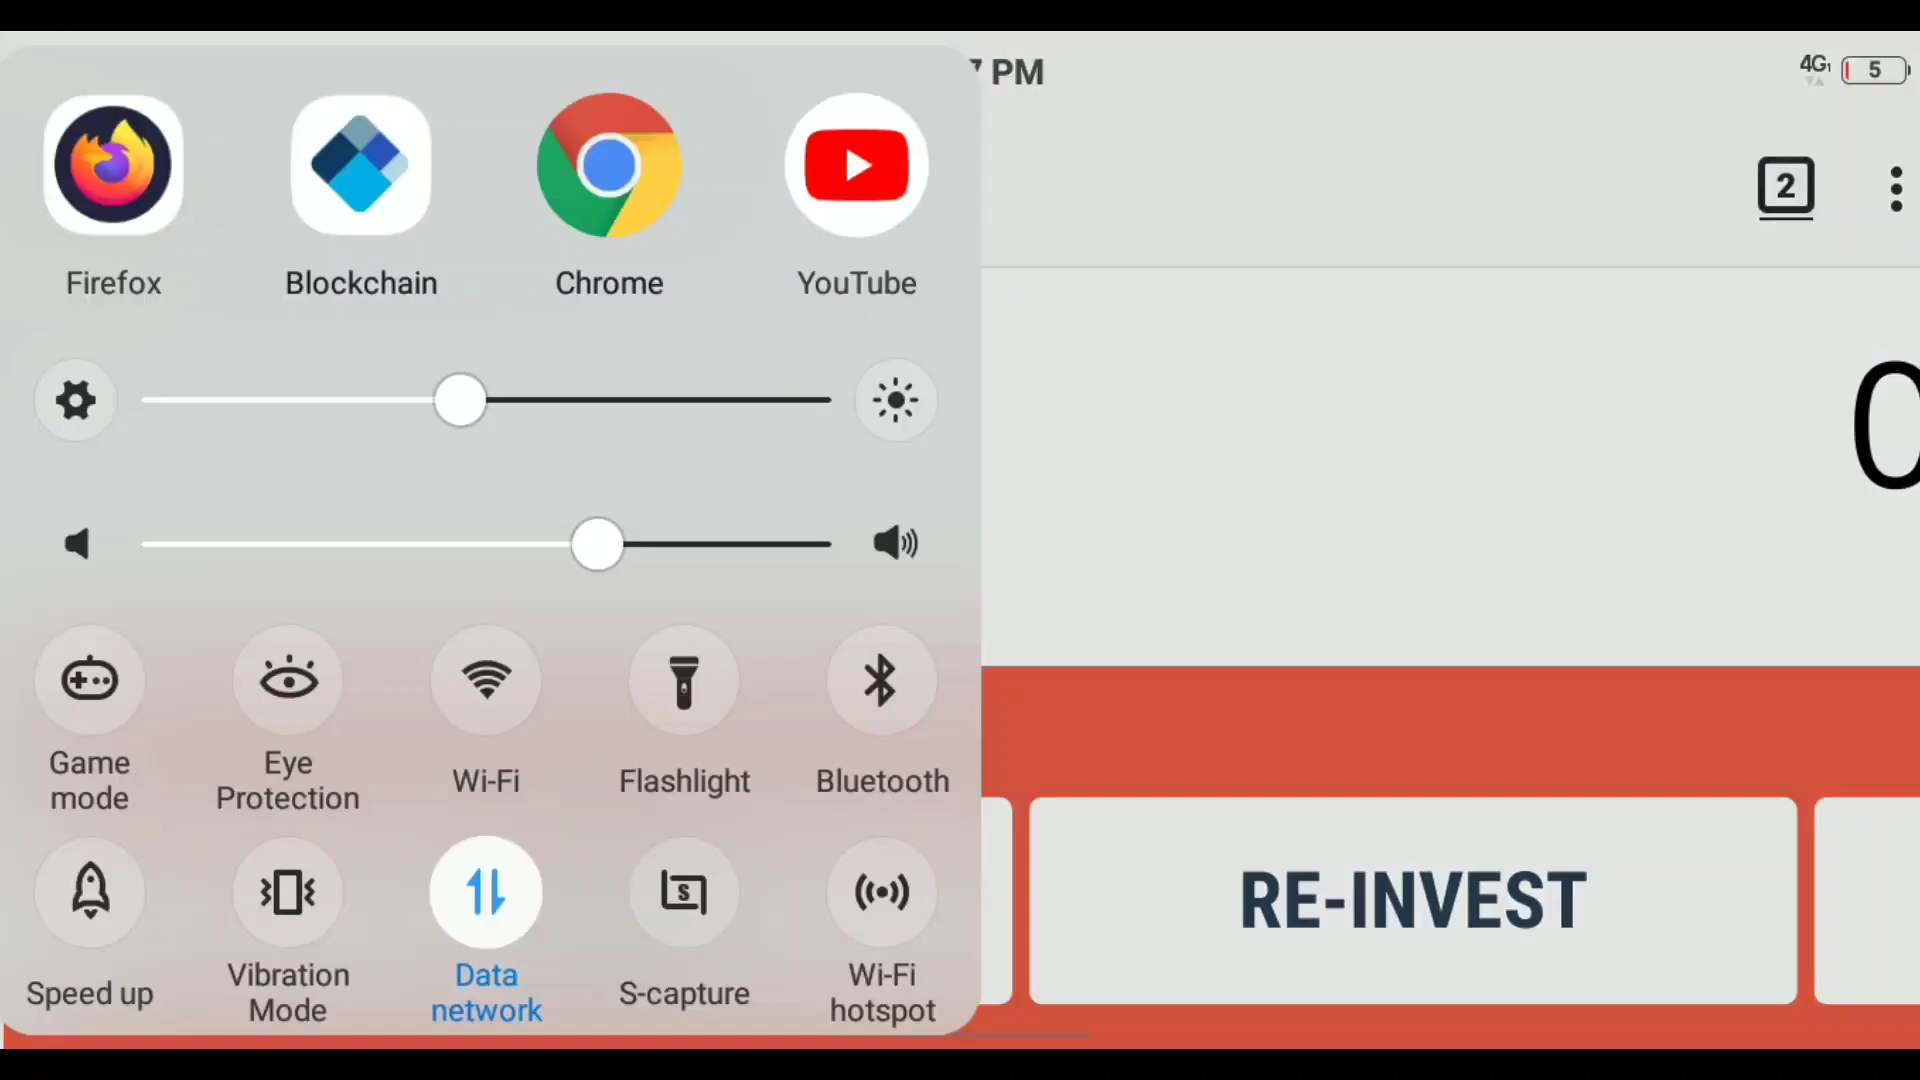 7 PM
4G
5
2
Firefox
Blockchain
Chrome
YouTube
0
Game
mode
Eye
Protection
Wi-Fi
Flashlight
Bluetooth
RE-INVEST
Speed up
Vibration
Mode
Data
network
S-capture
Wi-Fi
hotspot